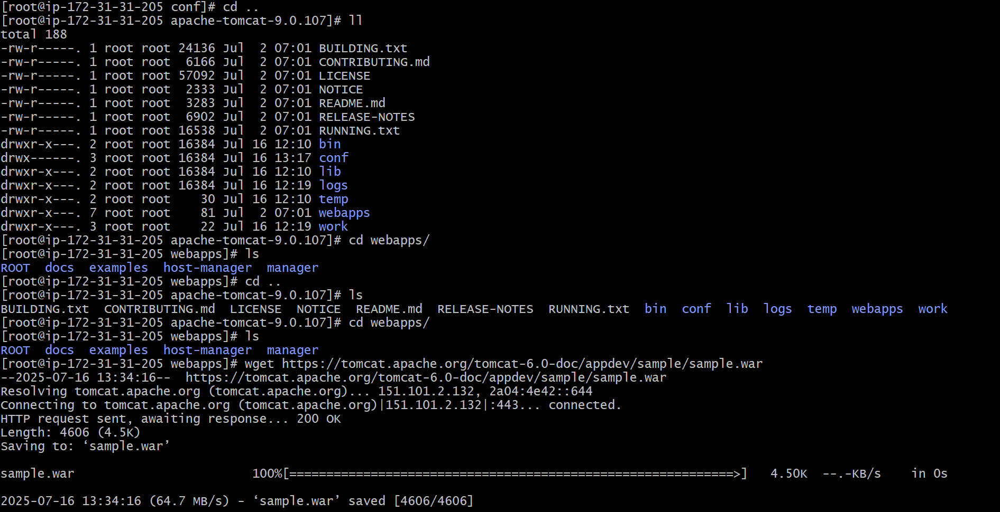 [root@ip-172-31-31-205 conf]# cd ..
[root@ip-172-31-31-205 apache-tomcat-9.0.107]# ll
total 188
-rw-r-----. 1 root root 24136 Jul  2 07:01 BUILDING.txt
-rw-r-----. 1 root root  6166 Jul  2 07:01 CONTRIBUTING.md
-rw-r-----. 1 root root 57092 Jul  2 07:01 LICENSE
-rw-r-----. 1 root root  2333 Jul  2 07:01 NOTICE
-rw-r-----. 1 root root  3283 Jul  2 07:01 README.md
-rw-r-----. 1 root root  6902 Jul  2 07:01 RELEASE-NOTES
-rw-r-----. 1 root root 16538 Jul  2 07:01 RUNNING.txt
drwxr-x---. 2 root root 16384 Jul 16 12:10 bin
drwx------. 3 root root 16384 Jul 16 13:17 conf
drwxr-x---. 2 root root 16384 Jul 16 12:10 lib
drwxr-x---. 2 root root 16384 Jul 16 12:19 logs
drwxr-x---. 2 root root    30 Jul 16 12:10 temp
drwxr-x---. 7 root root    81 Jul  2 07:01 webapps
drwxr-x---. 3 root root    22 Jul 16 12:19 work
[root@ip-172-31-31-205 apache-tomcat-9.0.107]# cd webapps/
[root@ip-172-31-31-205 webapps]# ls
ROOT  docs  examples  host-manager  manager
[root@ip-172-31-31-205 webapps]# cd ..
[root@ip-172-31-31-205 apache-tomcat-9.0.107]# ls
BUILDING.txt  CONTRIBUTING.md  LICENSE  NOTICE  README.md  RELEASE-NOTES  RUNNING.txt  bin  conf  lib  logs  temp  webapps  work
[root@ip-172-31-31-205 apache-tomcat-9.0.107]# cd webapps/
[root@ip-172-31-31-205 webapps]# ls
ROOT  docs  examples  host-manager  manager
[root@ip-172-31-31-205 webapps]# wget https://tomcat.apache.org/tomcat-6.0-doc/appdev/sample/sample.war
--2025-07-16 13:34:16--  https://tomcat.apache.org/tomcat-6.0-doc/appdev/sample/sample.war
Resolving tomcat.apache.org (tomcat.apache.org)... 151.101.2.132, 2a04:4e42::644
Connecting to tomcat.apache.org (tomcat.apache.org)|151.101.2.132|:443... connected.
HTTP request sent, awaiting response... 200 OK
Length: 4606 (4.5K)
Saving to: ‘sample.war’
sample.war                        100%[============================================================>]   4.50K  --.-KB/s    in 0s
2025-07-16 13:34:16 (64.7 MB/s) - ‘sample.war’ saved [4606/4606]